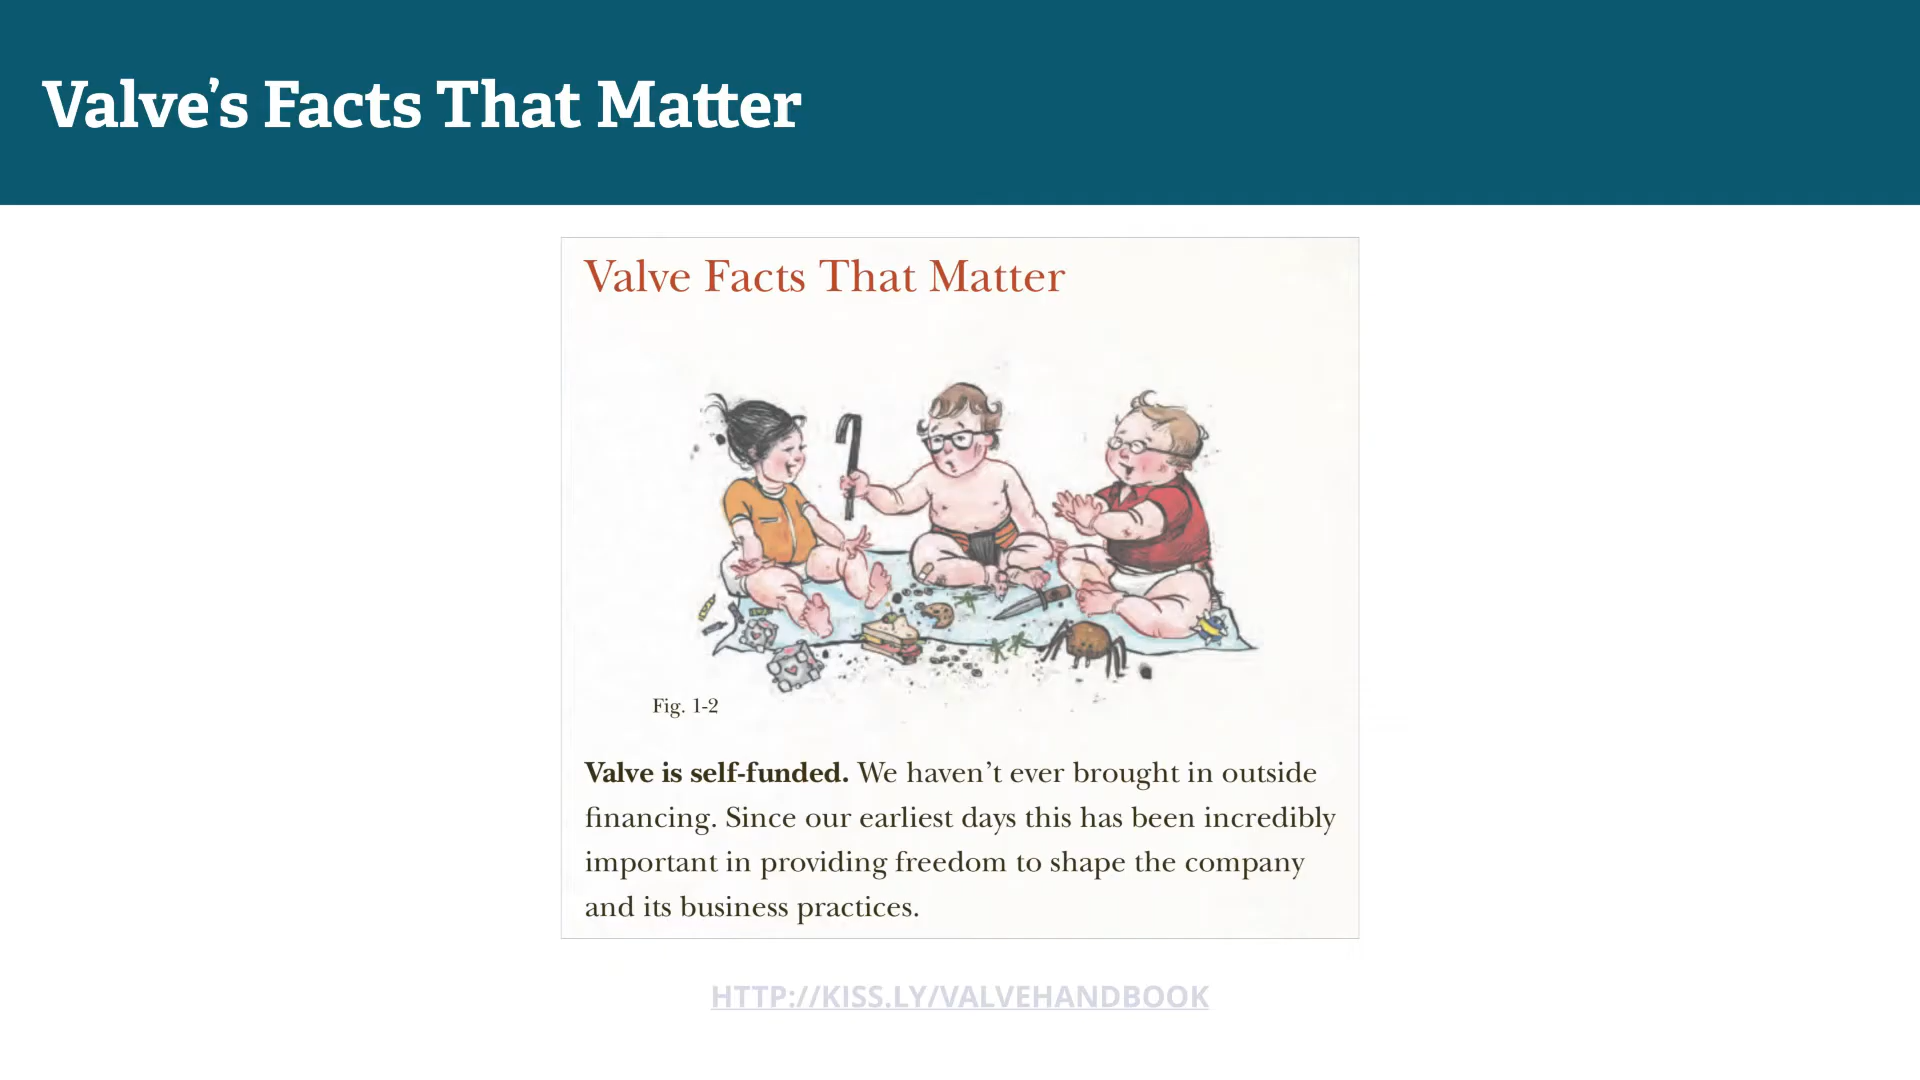 Valve’s Facts That Matter
Valve Facts That Matter
Fig. 1-2
Valve is self-funded. We haven’t ever brought in outside
financing. Since our earliest days this has been incredibly
important in providing freedom to shape the company
and its business practices.
HTTP://KISS.LY/VALVEHANDBOOK